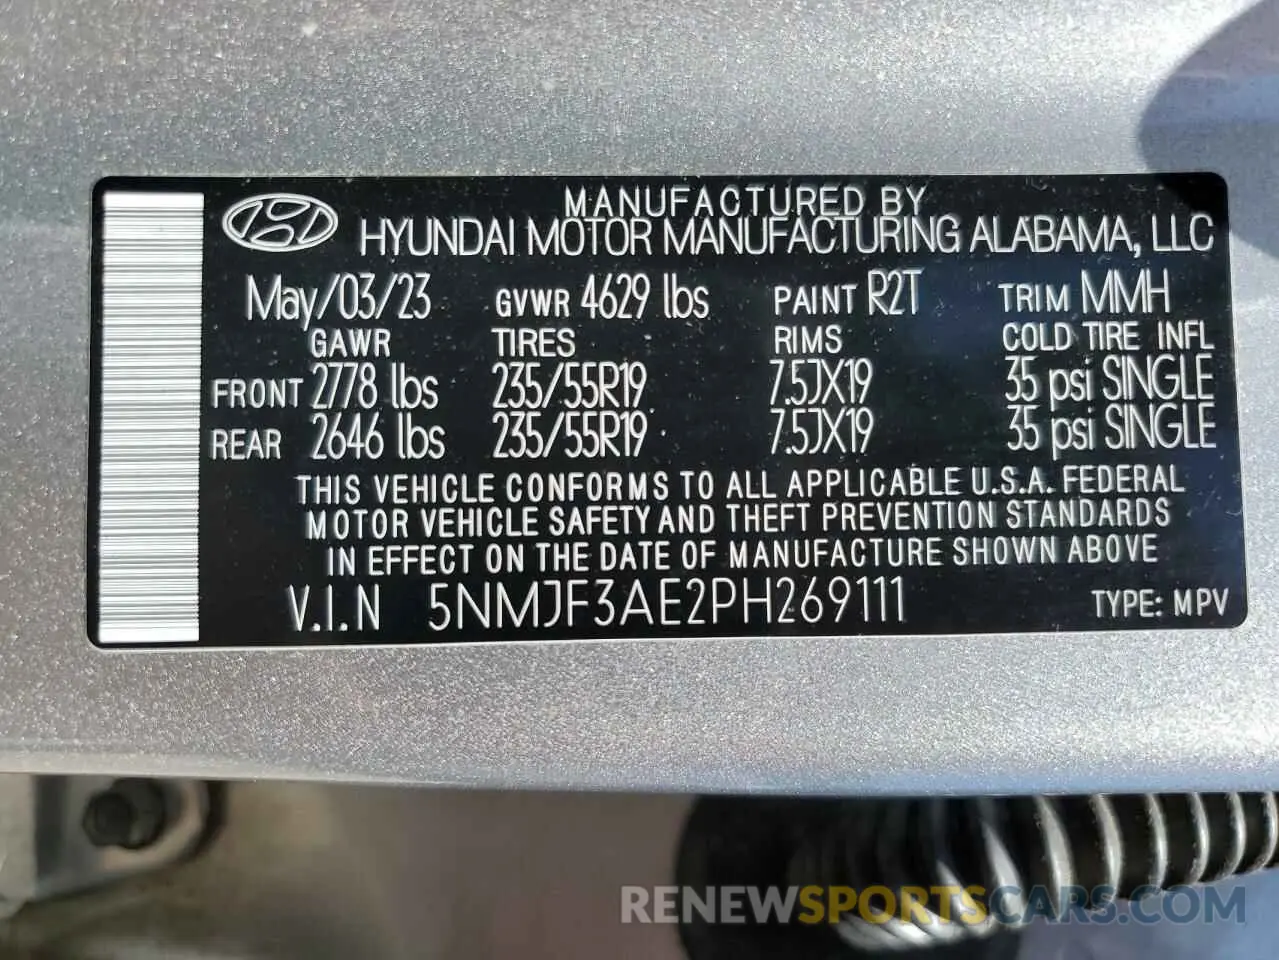 MANUFACTURED BY
HYUNDAI MOTOR MANUFACTURING ALABAMA, LLC
May/03/23 GVWR 4629 lbs PAINT R2T TRIM MMH
GAWR TIRES RIMS COLD TIRE INFL
FRONT 2778 lbs 235/55R19 7.5JX19 35 psi SINGLE
REAR 2646 lbs 235/55R19 7.5JX19 35 psi SINGLE
THIS VEHICLE CONFORMS TO ALL APPLICABLE U.S.A. FEDERAL
MOTOR VEHICLE SAFETY AND THEFT PREVENTION STANDARDS
IN EFFECT ON THE DATE OF MANUFACTURE SHOWN ABOVE
V.I.N 5NMJF3AE2PH269111 TYPE: MPV
RENEWSPORTSCARS.COM